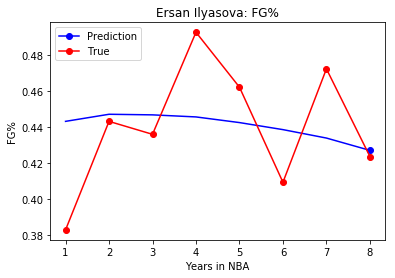 Ersan Ilyasova: FG%
Prediction
True
FG%
0.48
0.46
0.44
0.42
0.40
0.38
1 2 3 4 5 6 7 8
Years in NBA